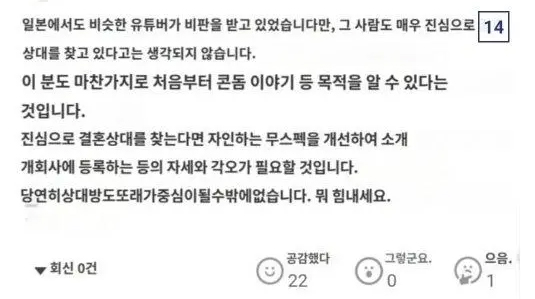 일본에서도 비슷한 유튜버가 비판을 받고 있었습니다만, 그 사람도 매우 진심으로 14
상대를 찾고 있다고는 생각되지 않습니다.
이 분도 마찬가지로 처음부터 콘돔 이야기 등 목적을 알 수 있다는
것입니다.
진심으로 결혼상대를 찾는다면 자인하는 무스펙을 개선하여 소개
개회사에 등록하는 등의 자세와 각오가 필요할 것입니다.
당연히상대방도또래가중심이될수밖에없습니다. 뭐 힘내세요.
▼ 회신 0건
공감했다 22
그렇군요. 0
으음. 1